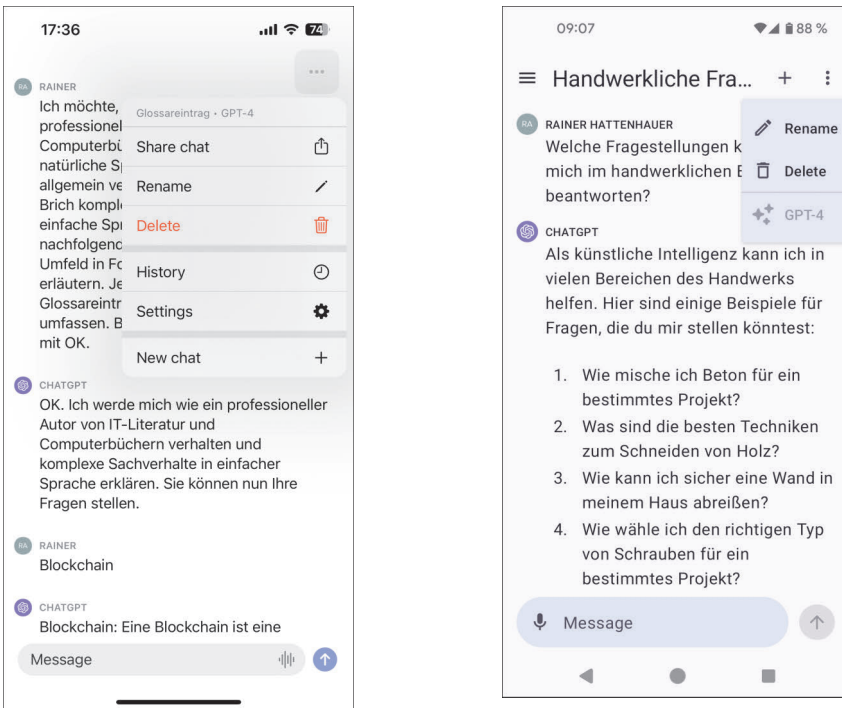 17:36
74
RA RAINER
Ich möchte,
professionel
Computerbü
natürliche S
allgemein ve
Brich kompl
einfache Sp
nachfolgend
Umfeld in Fo
erläutern. Je
Glossareintr
umfassen. B
mit OK.
Glossareintrag • GPT-4
Share chat
Rename
Delete
History
Settings
New chat
CHATGPT
OK. Ich werde mich wie ein professioneller
Autor von IT-Literatur und
Computerbüchern verhalten und
komplexe Sachverhalte in einfacher
Sprache erklären. Sie können nun Ihre
Fragen stellen.
RA RAINER
Blockchain
CHATGPT
Blockchain: Eine Blockchain ist eine
Message
09:07
88 %
Handwerkliche Fra...
RA RAINER HATTENHAUER
Welche Fragestellungen k
mich im handwerklichen B
beantworten?
Rename
Delete
GPT-4
CHATGPT
Als künstliche Intelligenz kann ich in
vielen Bereichen des Handwerks
helfen. Hier sind einige Beispiele für
Fragen, die du mir stellen könntest:
1. Wie mische ich Beton für ein
bestimmtes Projekt?
2. Was sind die besten Techniken
zum Schneiden von Holz?
3. Wie kann ich sicher eine Wand in
meinem Haus abreißen?
4. Wie wähle ich den richtigen Typ
von Schrauben für ein
bestimmtes Projekt?
Message